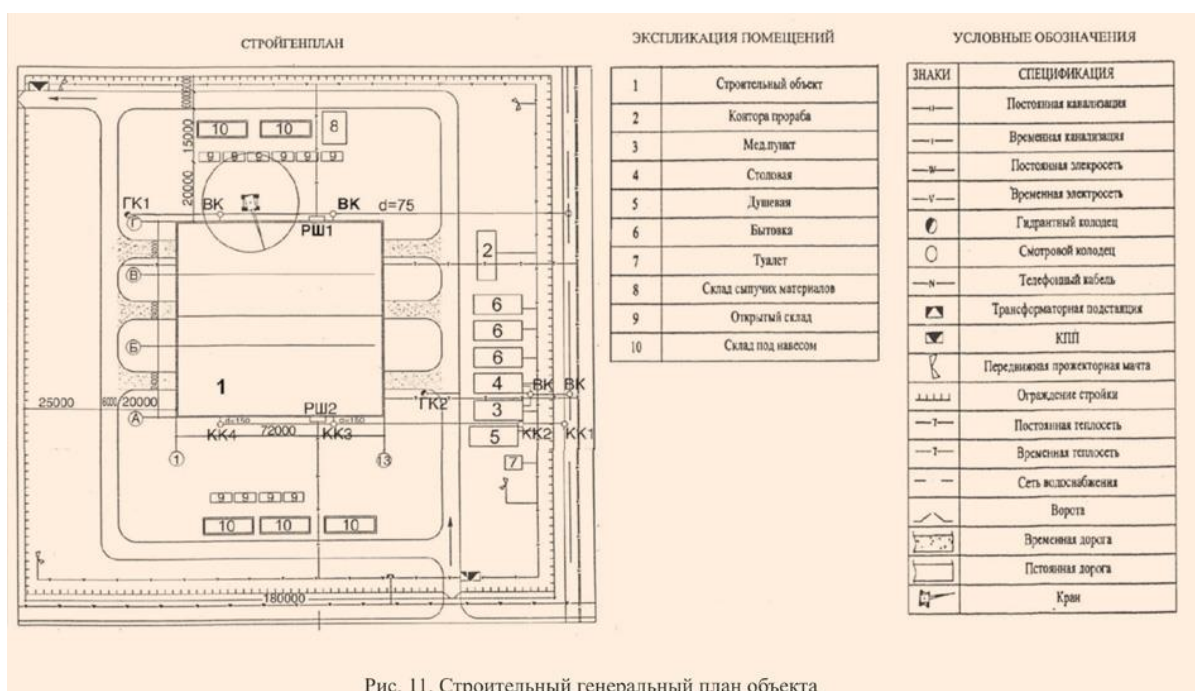 СТРОЙГЕНПЛАН
15000
20000
10
10
8
9 9 9 9 9 9
ГК1
ВК
ВК
d=75
Г
РШ1
2
В
6
6
6
Б
1
4
ВК
ВК
25000
6000
20000
ГК2
3
РШ2
А
d=150
КК4
72000
КК3
5
КК2
КК1
1
13
7
9 9 9 9
10
10
10
180000
ЭКСПЛИКАЦИЯ ПОМЕЩЕНИЙ
1 Строительный объект
2 Контора прораба
3 Мед.пункт
4 Столовая
5 Душевая
6 Бытовка
7 Туалет
8 Склад сыпучих материалов
9 Открытый склад
10 Склад под навесом
УСЛОВНЫЕ ОБОЗНАЧЕНИЯ
ЗНАКИ СПЕЦИФИКАЦИЯ
Постоянная канализация
Временная канализация
W Постоянная элекросеть
V Временная электросеть
Гидрантный колодец
Смотровой колодец
N Телефонный кабель
Трансформаторная подстанция
КПП
Передвижная прожекторная мачта
Ограждение стройки
Т Постоянная теплосеть
Т Временная теплосеть
Сеть водоснабжения
Ворота
Временная дорога
Пстоянная дорога
Кран
Рис. 11. Строительный генеральный план объекта